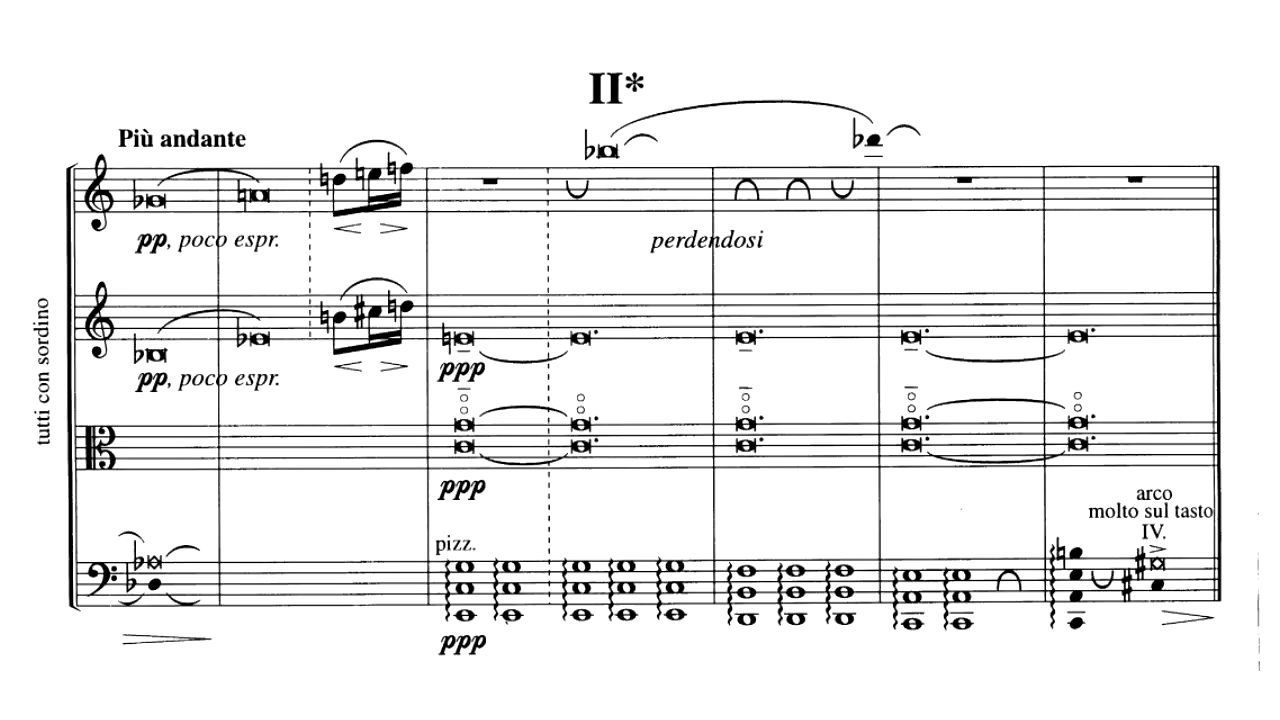 II*
Più andante
pp, poco espr.
perdendosi
tutti con sordino
pp, poco espr.
ppp
ppp
arco
molto sul tasto
IV.
pizz.
ppp